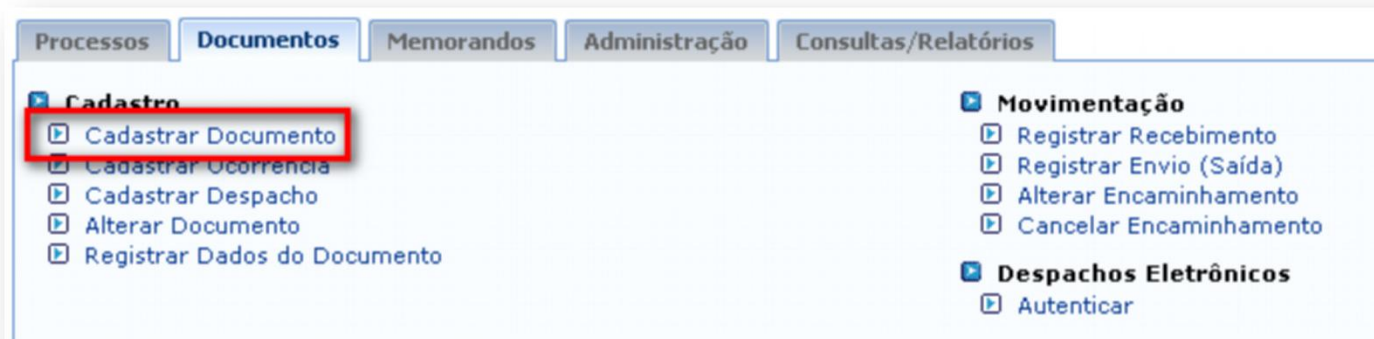 Processos Documentos Memorandos Administração Consultas/Relatórios
Cadastro
Cadastrar Documento
Cadastrar Ocorrência
Cadastrar Despacho
Alterar Documento
Registrar Dados do Documento
Movimentação
Registrar Recebimento
Registrar Envio (Saída)
Alterar Encaminhamento
Cancelar Encaminhamento
Despachos Eletrônicos
Autenticar